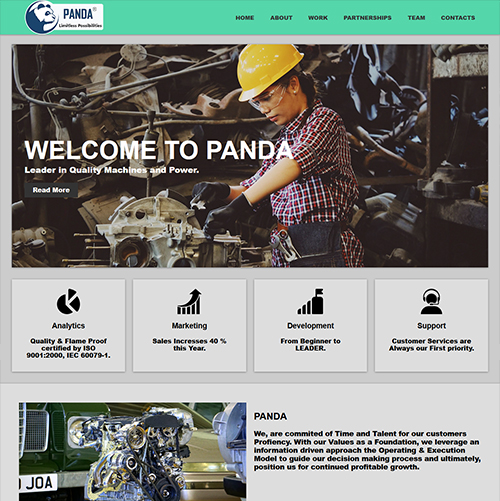 PANDA®
Limitless Possibilities
HOME ABOUT WORK PARTNERSHIPS TEAM CONTACTS
WELCOME TO PANDA
Leader in Quality Machines and Power.
Read More
Analytics
Quality & Flame Proof
certified by ISO
9001:2000, IEC 60079-1.
Marketing
Sales Incresses 40 %
this Year.
Development
From Beginner to
LEADER.
Support
Customer Services are
Always our First priority.
PANDA
We, are commited of Time and Talent for our customers
Profiency. With our Values as a Foundation, we leverage an
information driven approach the Operating & Execution
Model to guide our decision making process and ultimately,
position us for continued profitable growth.
JOA